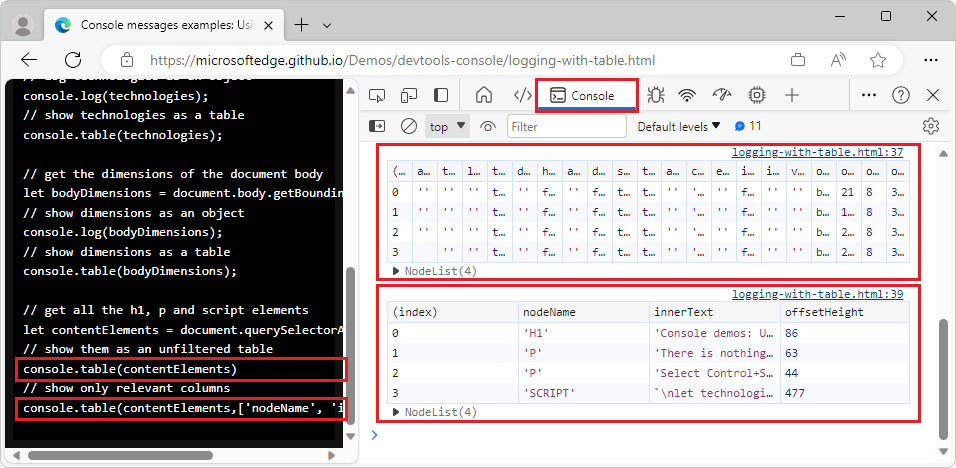 Console messages examples: Usin
https://microsoftedge.github.io/Demos/devtools-console/logging-with-table.html
console.log(technologies);
// show technologies as a table
console.table(technologies);
// get the dimensions of the document body
let bodyDimensions = document.body.getBoundin
// show dimensions as an object
console.log(bodyDimensions);
// show dimensions as a table
console.table(bodyDimensions);
// get all the h1, p and script elements
let contentElements = document.querySelectorA
// show them as an unfiltered table
console.table(contentElements)
// show only relevant columns
console.table(contentElements,['nodeName', 'i
Console
top Filter Default levels 11
logging-with-table.html:37
(… a… t… l… t… d… h… a… d… s… t… a… c… e… i… i… v… o… o… o… o…
0 '' '' '' t… '' f… '' f… t… t… '' '… '' f… '' '' b… 21 8 3…
1 '' '' '' t… '' f… '' f… t… t… '' '… '' f… '' '' b… 1… 8 3…
2 '' '' '' t… '' f… '' f… t… t… '' '… '' f… '' '' b… 2… 8 3…
3 '' '' t… '' f… '' f… t… t… '' '… '' f… '' '' b… 2… 8 3…
NodeList(4)
logging-with-table.html:39
(index) nodeName innerText offsetHeight
0 'H1' 'Console demos: U… 86
1 'P' 'There is nothing… 63
2 'P' 'Select Control+S… 44
3 'SCRIPT' `\nlet technologi… 477
NodeList(4)